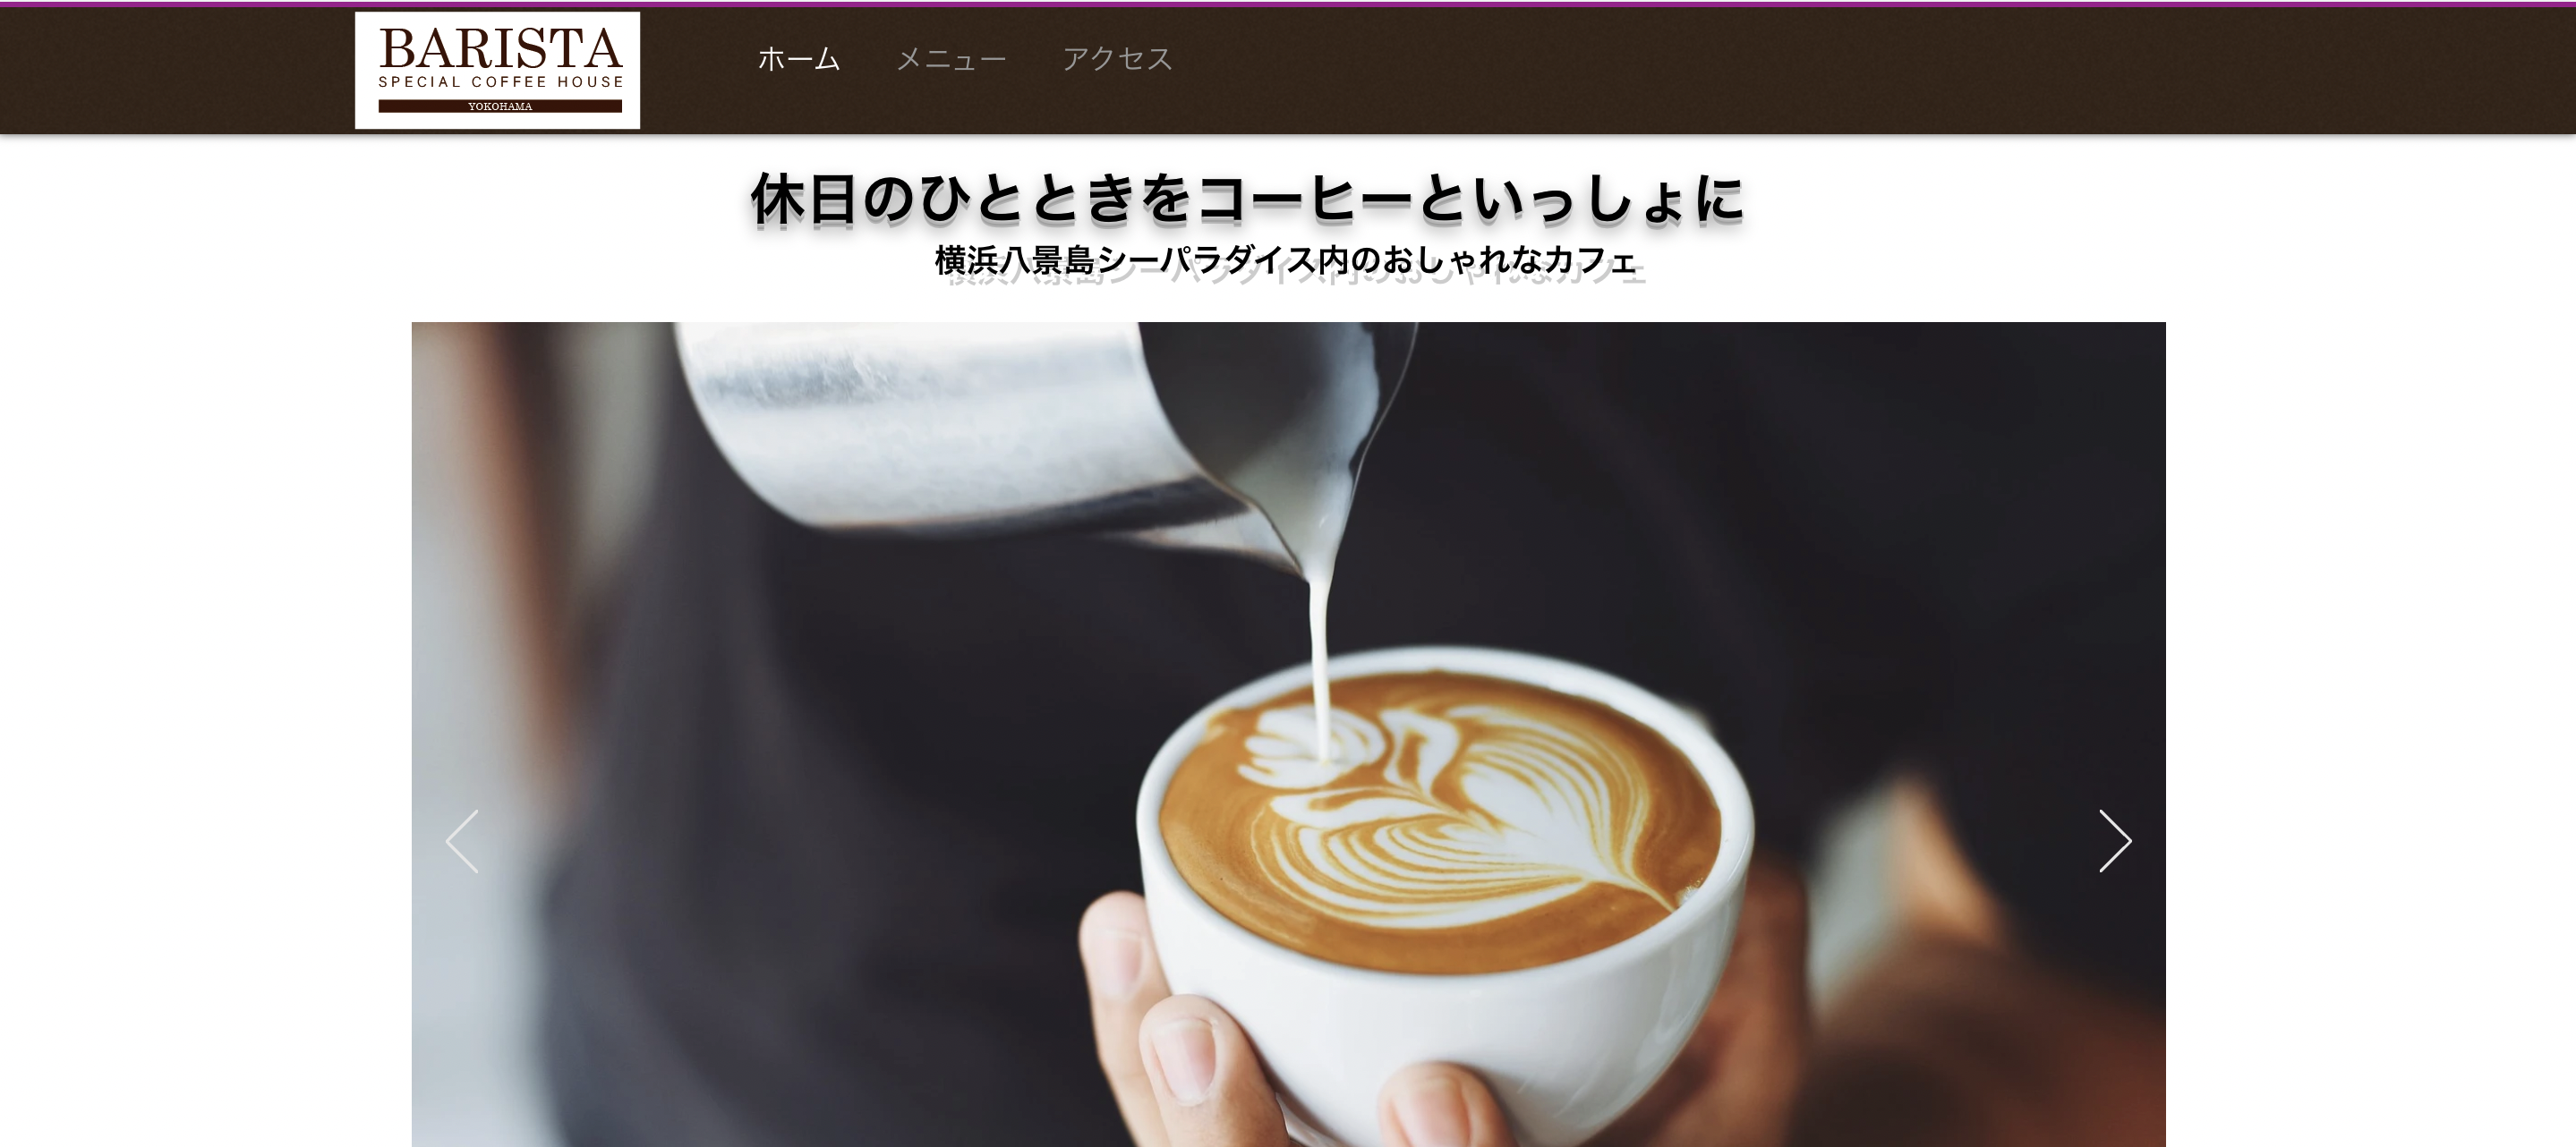 BARISTA
SPECIAL COFFEE HOUSE
YOKOHAMA
ホーム メニュー アクセス
休日のひとときをコーヒーといっしょに
横浜八景島シーパラダイス内のおしゃれなカフェ